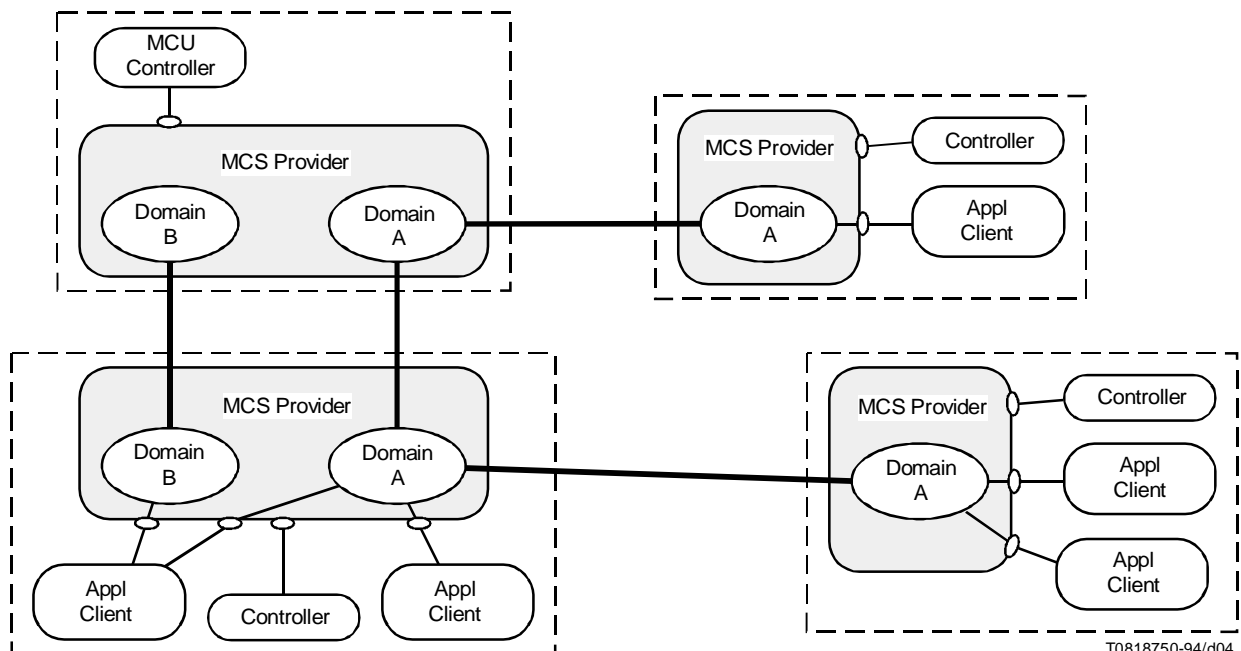 MCU
Controller
MCS Provider
Domain
B
Domain
A
MCS Provider
Domain
A
Controller
Appl
Client
MCS Provider
Domain
B
Domain
A
Appl
Client
Controller
Appl
Client
MCS Provider
Domain
A
Controller
Appl
Client
Appl
Client
T0818750-94/d04